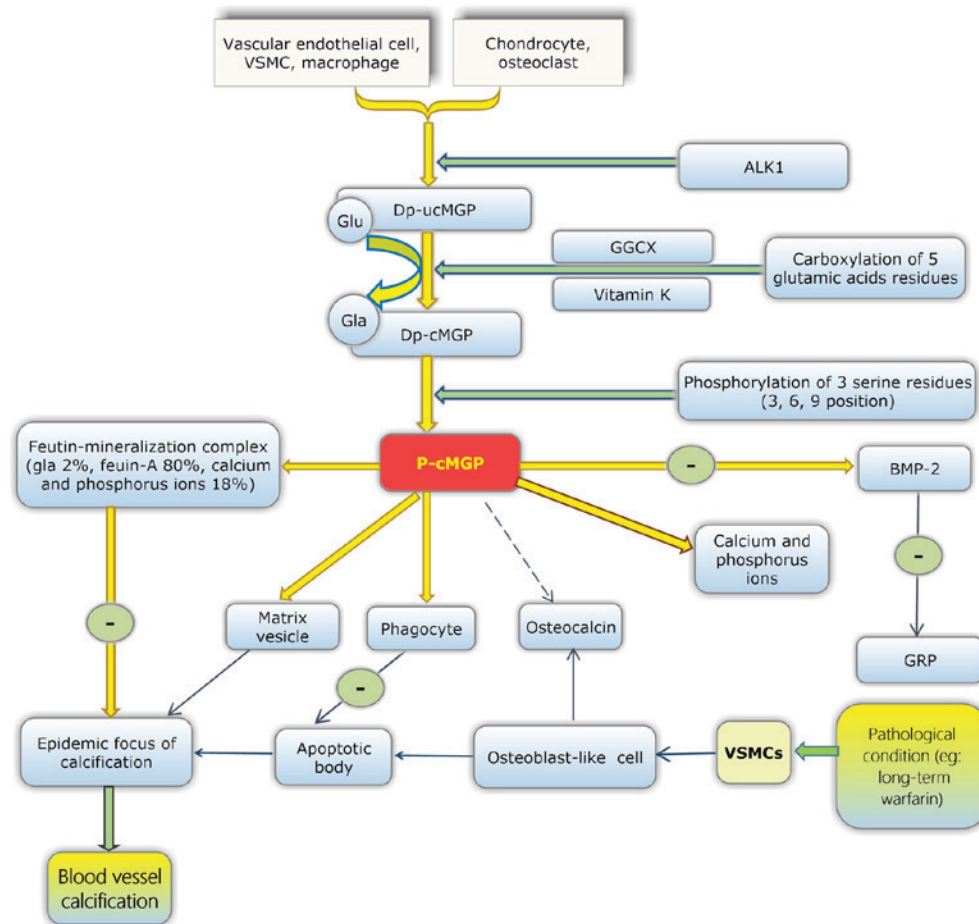 Vascular endothelial cell,
VSMC, macrophage
Chondrocyte,
osteoclast
ALK1
Dp-ucMGP
Glu
GGCX
Vitamin K
Carboxylation of 5
glutamic acids residues
Gla
Dp-cMGP
Phosphorylation of 3 serine residues
(3, 6, 9 position)
Feutin-mineralization complex
(gla 2%, feuin-A 80%, calcium
and phosphorus ions 18%)
P-cMGP
-
BMP-2
Calcium and
phosphorus
ions
-
-
Matrix
vesicle
Phagocyte
Osteocalcin
GRP
-
Epidemic focus of
calcification
Apoptotic
body
Osteoblast-like cell
VSMCs
Pathological
condition (eg:
long-term
warfarin)
Blood vessel
calcification